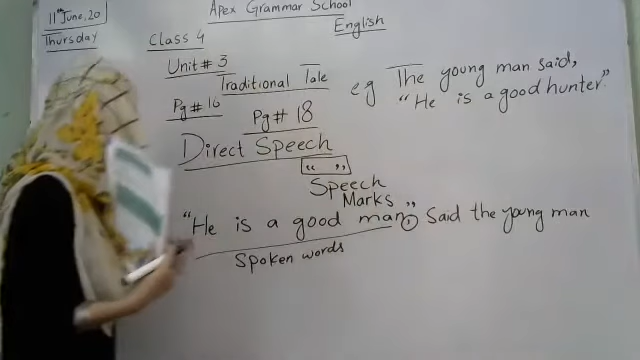 11th June, 20
Thursday
Apex Grammar School
English
Class 4
Unit # 3
Traditional Tale
Pg # 16
Pg # 18
Direct Speech
“ ”
Speech
Marks
e.g The young man said,
“He is a good hunter.”
“He is a good man,” said the young man
Spoken words